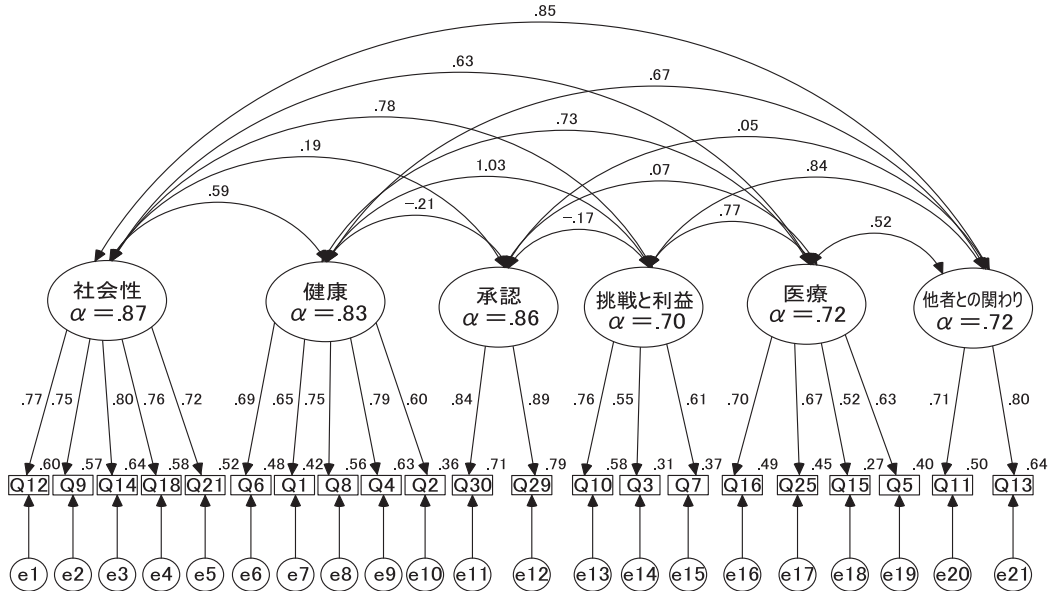 .85
.63
.67
.78
.73
.05
.19
1.03
.07
.84
.59
-.21
-.17
.77
.52
社会性
α=.87
健康
α=.83
承認
α=.86
挑戦と利益
α=.70
医療
α=.72
他者との関わり
α=.72
.77 .75 .80 .76 .72 .69 .65 .75 .79 .60 .84 .89 .76 .55 .61 .70 .67 .52 .63 .71 .80
.60 .57 .64 .58 .52 .48 .42 .56 .63 .36 .71 .79 .58 .31 .37 .49 .45 .27 .40 .50 .64
Q12 Q9 Q14 Q18 Q21 Q6 Q1 Q8 Q4 Q2 Q30 Q29 Q10 Q3 Q7 Q16 Q25 Q15 Q5 Q11 Q13
e1 e2 e3 e4 e5 e6 e7 e8 e9 e10 e11 e12 e13 e14 e15 e16 e17 e18 e19 e20 e21